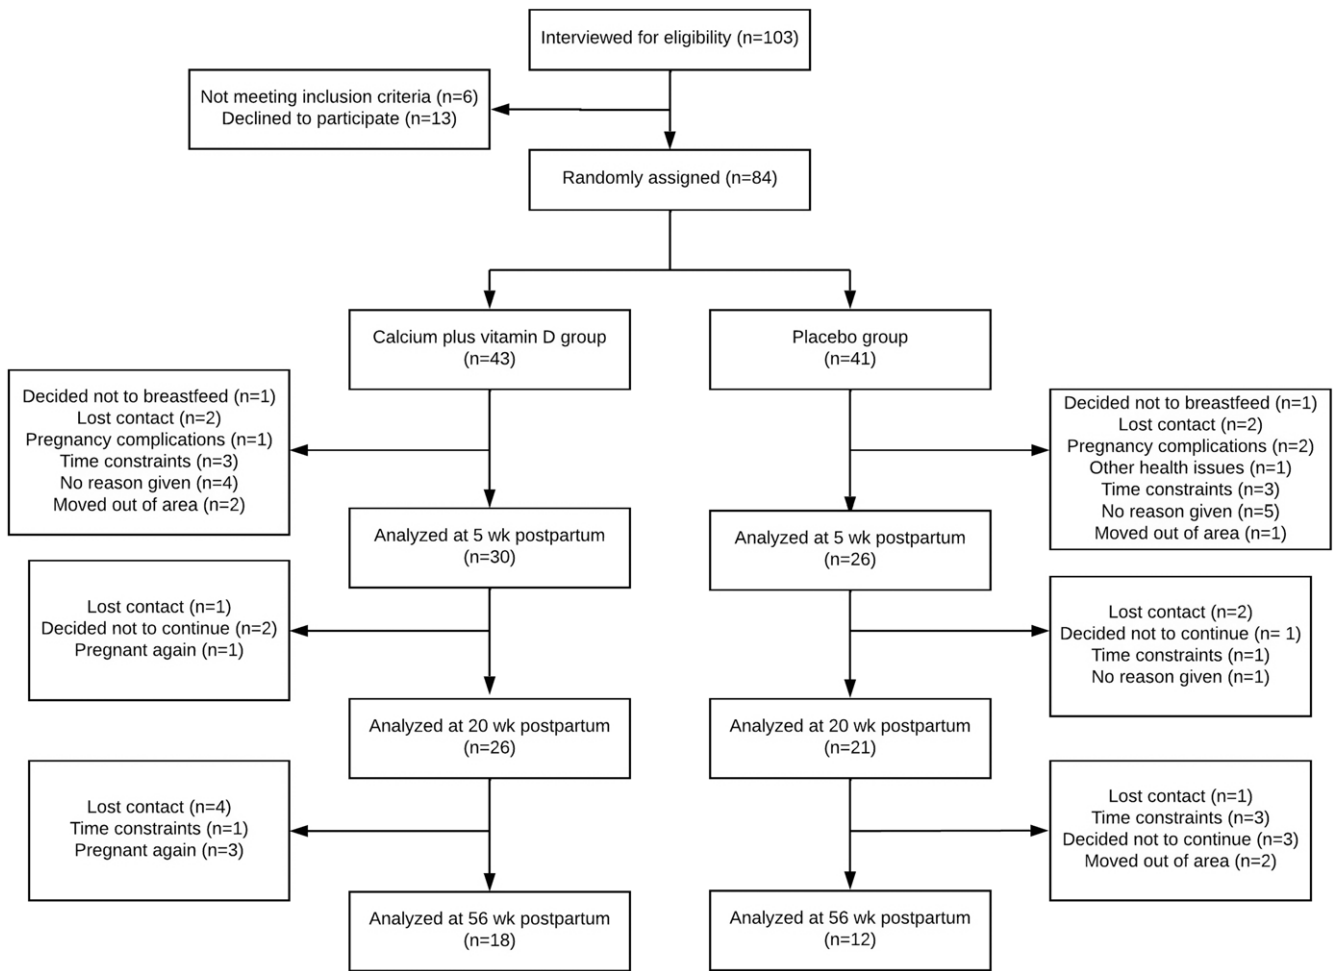 Interviewed for eligibility (n=103)
Not meeting inclusion criteria (n=6)
Declined to participate (n=13)
Randomly assigned (n=84)
Calcium plus vitamin D group
(n=43)
Placebo group
(n=41)
Decided not to breastfeed (n=1)
Lost contact (n=2)
Pregnancy complications (n=1)
Time constraints (n=3)
No reason given (n=4)
Moved out of area (n=2)
Decided not to breastfeed (n=1)
Lost contact (n=2)
Pregnancy complications (n=2)
Other health issues (n=1)
Time constraints (n=3)
No reason given (n=5)
Moved out of area (n=1)
Analyzed at 5 wk postpartum
(n=30)
Analyzed at 5 wk postpartum
(n=26)
Lost contact (n=1)
Decided not to continue (n=2)
Pregnant again (n=1)
Lost contact (n=2)
Decided not to continue (n= 1)
Time constraints (n=1)
No reason given (n=1)
Analyzed at 20 wk postpartum
(n=26)
Analyzed at 20 wk postpartum
(n=21)
Lost contact (n=4)
Time constraints (n=1)
Pregnant again (n=3)
Lost contact (n=1)
Time constraints (n=3)
Decided not to continue (n=3)
Moved out of area (n=2)
Analyzed at 56 wk postpartum
(n=18)
Analyzed at 56 wk postpartum
(n=12)